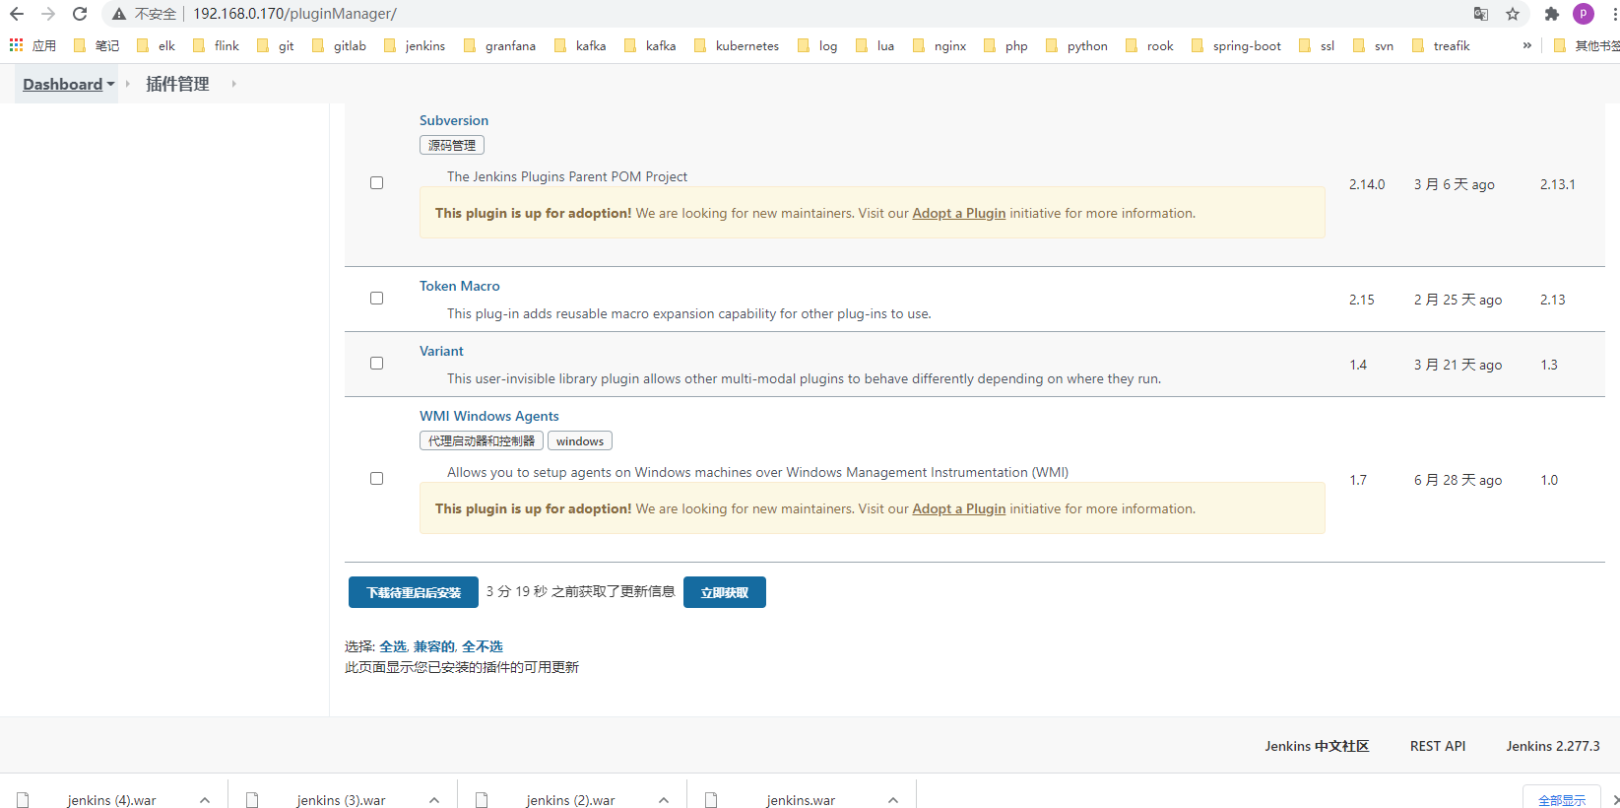 不安全 192.168.0.170/pluginManager/
P
应用 笔记 elk flink git gitlab jenkins granfana kafka kafka kubernetes log lua nginx php python rook spring-boot ssl svn treafik » 其他书签
Dashboard 插件管理
Subversion
源码管理
The Jenkins Plugins Parent POM Project
2.14.0 3 月 6 天 ago 2.13.1
This plugin is up for adoption! We are looking for new maintainers. Visit our Adopt a Plugin initiative for more information.
Token Macro
This plug-in adds reusable macro expansion capability for other plug-ins to use.
2.15 2 月 25 天 ago 2.13
Variant
This user-invisible library plugin allows other multi-modal plugins to behave differently depending on where they run.
1.4 3 月 21 天 ago 1.3
WMI Windows Agents
代理启动器和控制器 windows
Allows you to setup agents on Windows machines over Windows Management Instrumentation (WMI)
1.7 6 月 28 天 ago 1.0
This plugin is up for adoption! We are looking for new maintainers. Visit our Adopt a Plugin initiative for more information.
下载待重启后安装 3 分 19 秒 之前获取了更新信息 立即获取
选择: 全选, 兼容的, 全不选
此页面显示您已安装的插件的可用更新
Jenkins 中文社区 REST API Jenkins 2.277.3
jenkins (4).war jenkins (3).war jenkins (2).war jenkins.war 全部显示